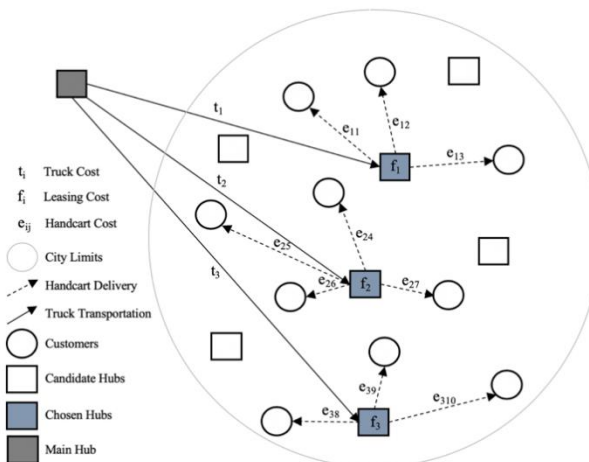 t₁
e₁₁
e₁₂
e₁₃
f₁
t₂
e₂₄
e₂₅
e₂₆
e₂₇
f₂
t₃
e₃₉
e₃₈
e₃₁₀
f₃
tᵢ Truck Cost
fᵢ Leasing Cost
eᵢⱼ Handcart Cost
City Limits
Handcart Delivery
Truck Transportation
Customers
Candidate Hubs
Chosen Hubs
Main Hub